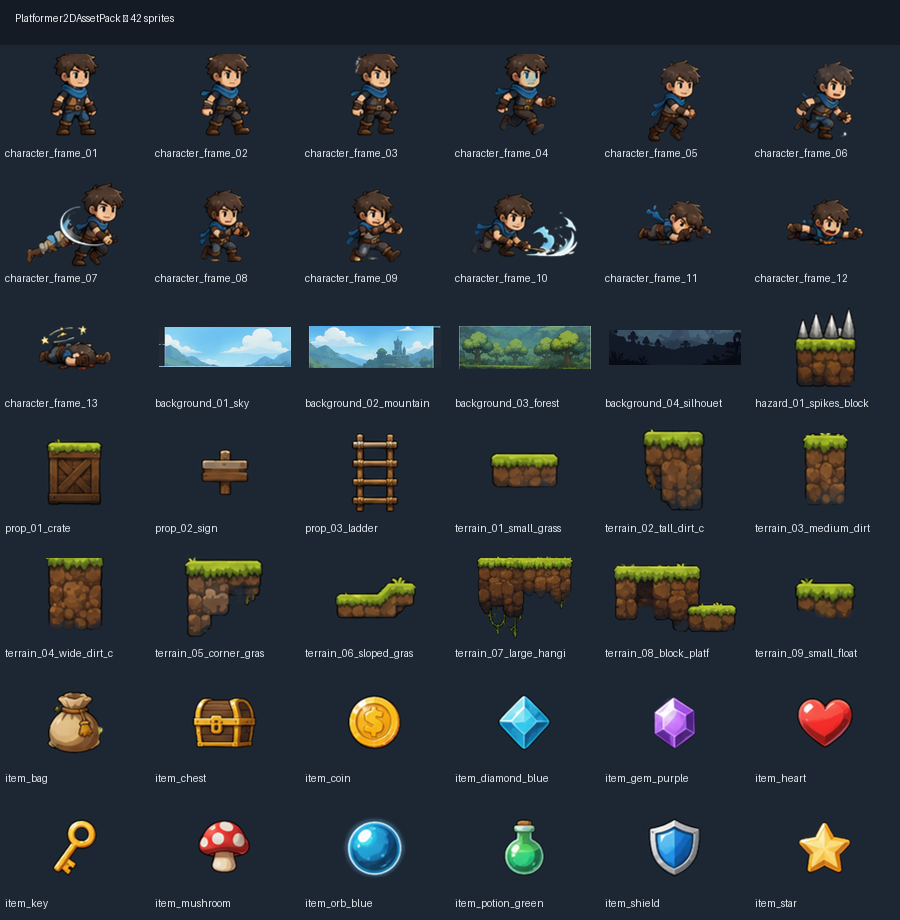 Platformer2DAssetPack □ 42 sprites
character_frame_01
character_frame_02
character_frame_03
character_frame_04
character_frame_05
character_frame_06
character_frame_07
character_frame_08
character_frame_09
character_frame_10
character_frame_11
character_frame_12
character_frame_13
background_01_sky
background_02_mountain
background_03_forest
background_04_silhouet
hazard_01_spikes_block
prop_01_crate
prop_02_sign
prop_03_ladder
terrain_01_small_grass
terrain_02_tall_dirt_c
terrain_03_medium_dirt
terrain_04_wide_dirt_c
terrain_05_corner_gras
terrain_06_sloped_gras
terrain_07_large_hangi
terrain_08_block_platf
terrain_09_small_float
item_bag
item_chest
item_coin
item_diamond_blue
item_gem_purple
item_heart
item_key
item_mushroom
item_orb_blue
item_potion_green
item_shield
item_star